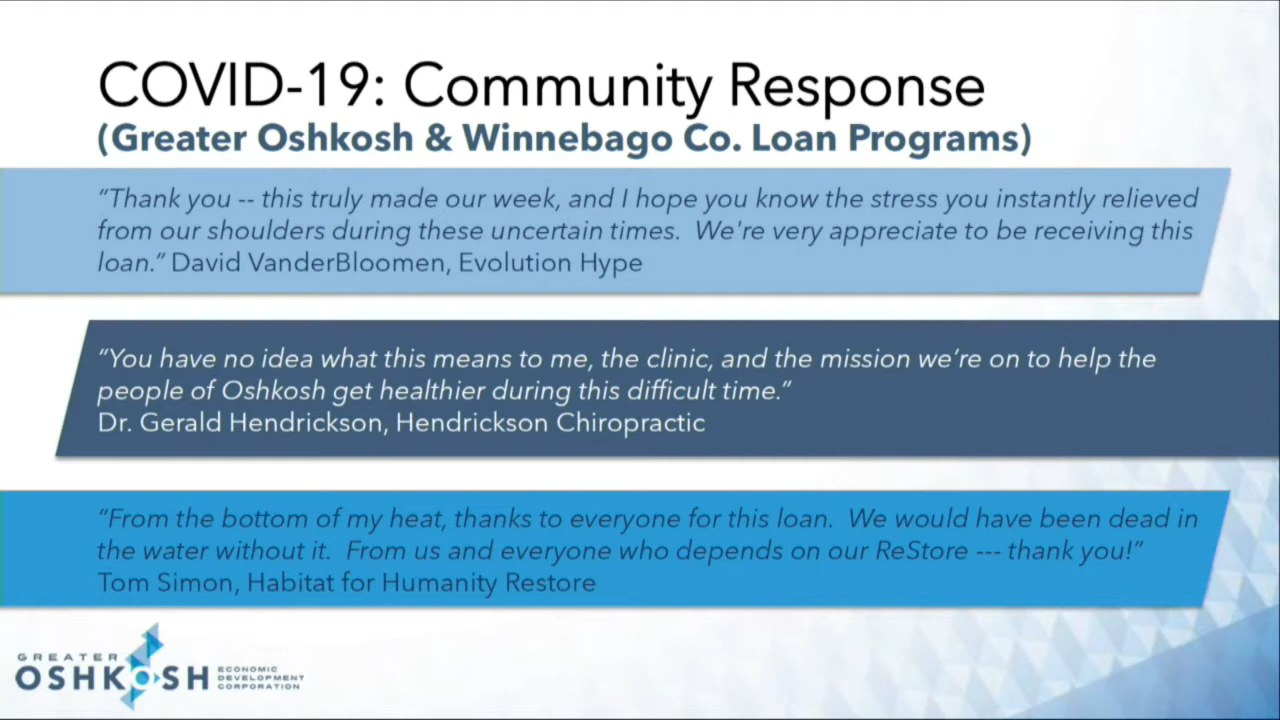 COVID-19: Community Response
(Greater Oshkosh & Winnebago Co. Loan Programs)
“Thank you -- this truly made our week, and I hope you know the stress you instantly relieved
from our shoulders during these uncertain times.  We're very appreciate to be receiving this
loan.” David VanderBloomen, Evolution Hype
“You have no idea what this means to me, the clinic, and the mission we’re on to help the
people of Oshkosh get healthier during this difficult time.”
Dr. Gerald Hendrickson, Hendrickson Chiropractic
“From the bottom of my heat, thanks to everyone for this loan.  We would have been dead in
the water without it.  From us and everyone who depends on our ReStore --- thank you!”
Tom Simon, Habitat for Humanity Restore
GREATER
OSHKOSH
ECONOMIC
DEVELOPMENT
CORPORATION